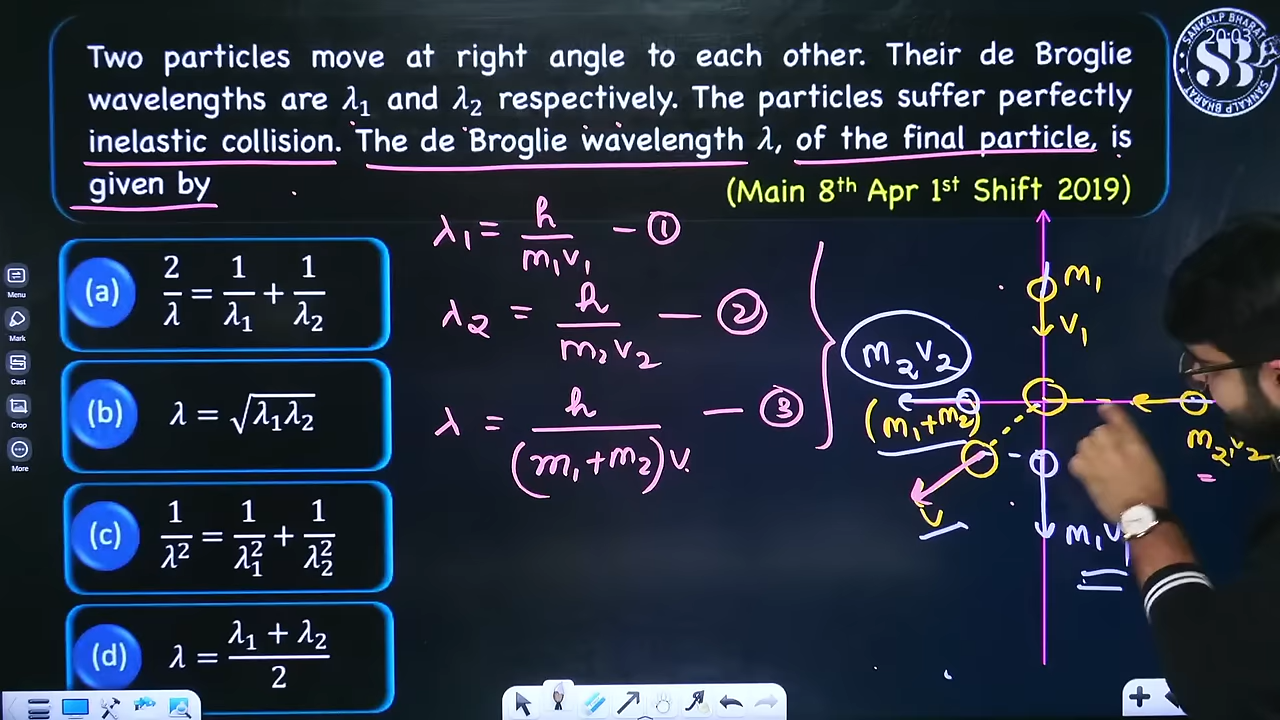 Two particles move at right angle to each other. Their de Broglie
wavelengths are λ₁ and λ₂ respectively. The particles suffer perfectly
inelastic collision. The de Broglie wavelength λ, of the final particle, is
given by
(Main 8ᵗʰ Apr 1ˢᵗ Shift 2019)
SANKALP BHARAT
20:03
SB
SANKALP BHARAT
(a) 2/λ = 1/λ₁ + 1/λ₂
(b) λ = √(λ₁λ₂)
(c) 1/λ² = 1/λ₁² + 1/λ₂²
(d) λ = (λ₁ + λ₂)/2
λ₁ = h/m₁v₁ – ①
λ₂ = h/m₂v₂ — ②
λ = h/(m₁+m₂)v — ③
m₁
v₁
m₂v₂
(m₁+m₂)
m₂v₂
v
m₁v₁
Menu
Mark
Cast
Crop
More